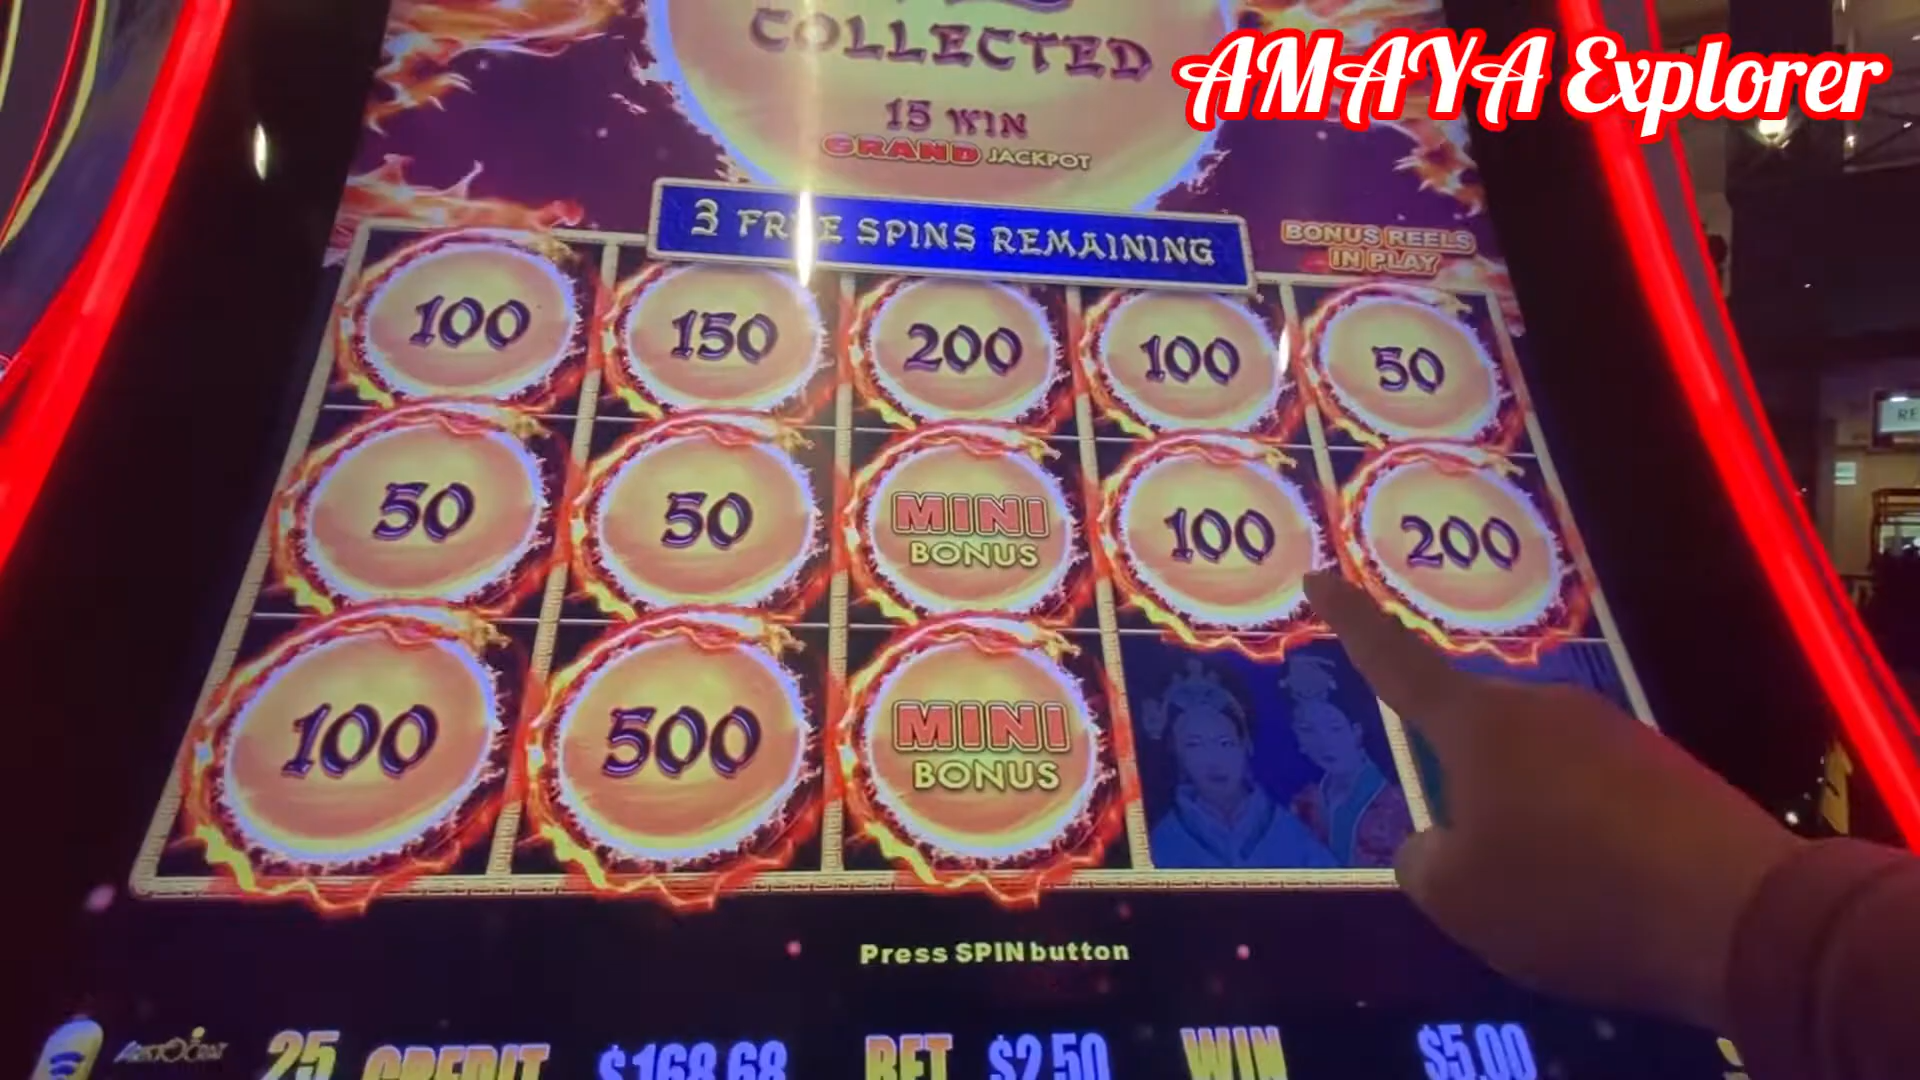 COLLECTED
AMAYA Explorer
15 WIN
GRAND JACKPOT
3 FREE SPINS REMAINING
BONUS REELS
IN PLAY
100 150 200 100 50
50 50 MINI BONUS 100 200
100 500 MINI BONUS
Press SPIN button
ARISTOCRAT 25 CREDIT $168.68 BET $2.50 WIN $5.00